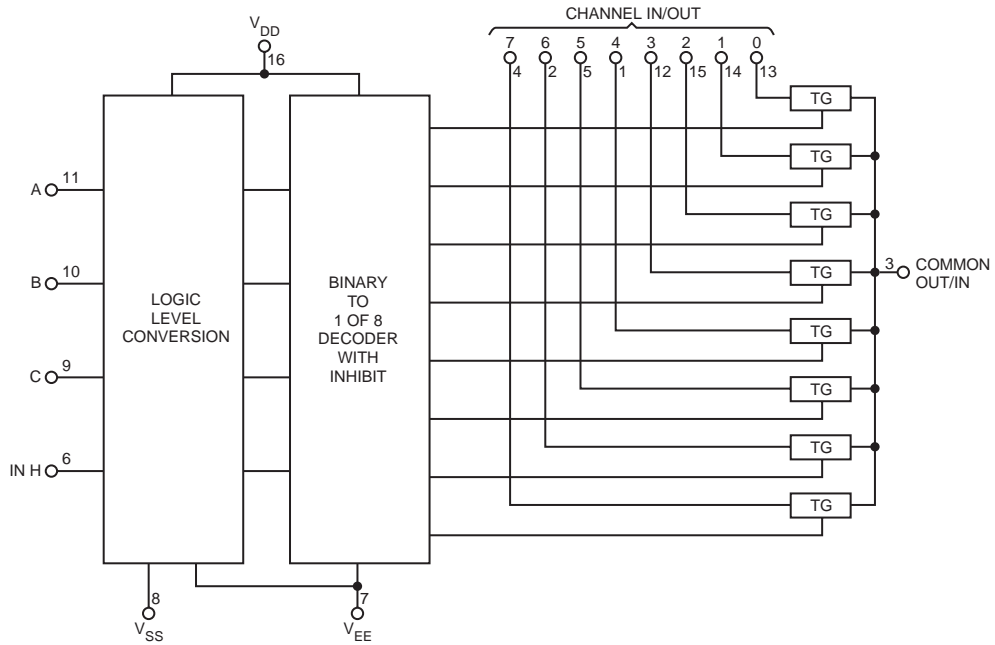 CHANNEL IN/OUT
VDD
16
7 6 5 4 3 2 1 0
4 2 5 1 12 15 14 13
TG
TG
TG
TG
TG
TG
TG
TG
A 11
B 10
C 9
IN H 6
LOGIC
LEVEL
CONVERSION
BINARY
TO
1 OF 8
DECODER
WITH
INHIBIT
3 COMMON
OUT/IN
8
VSS
7
VEE